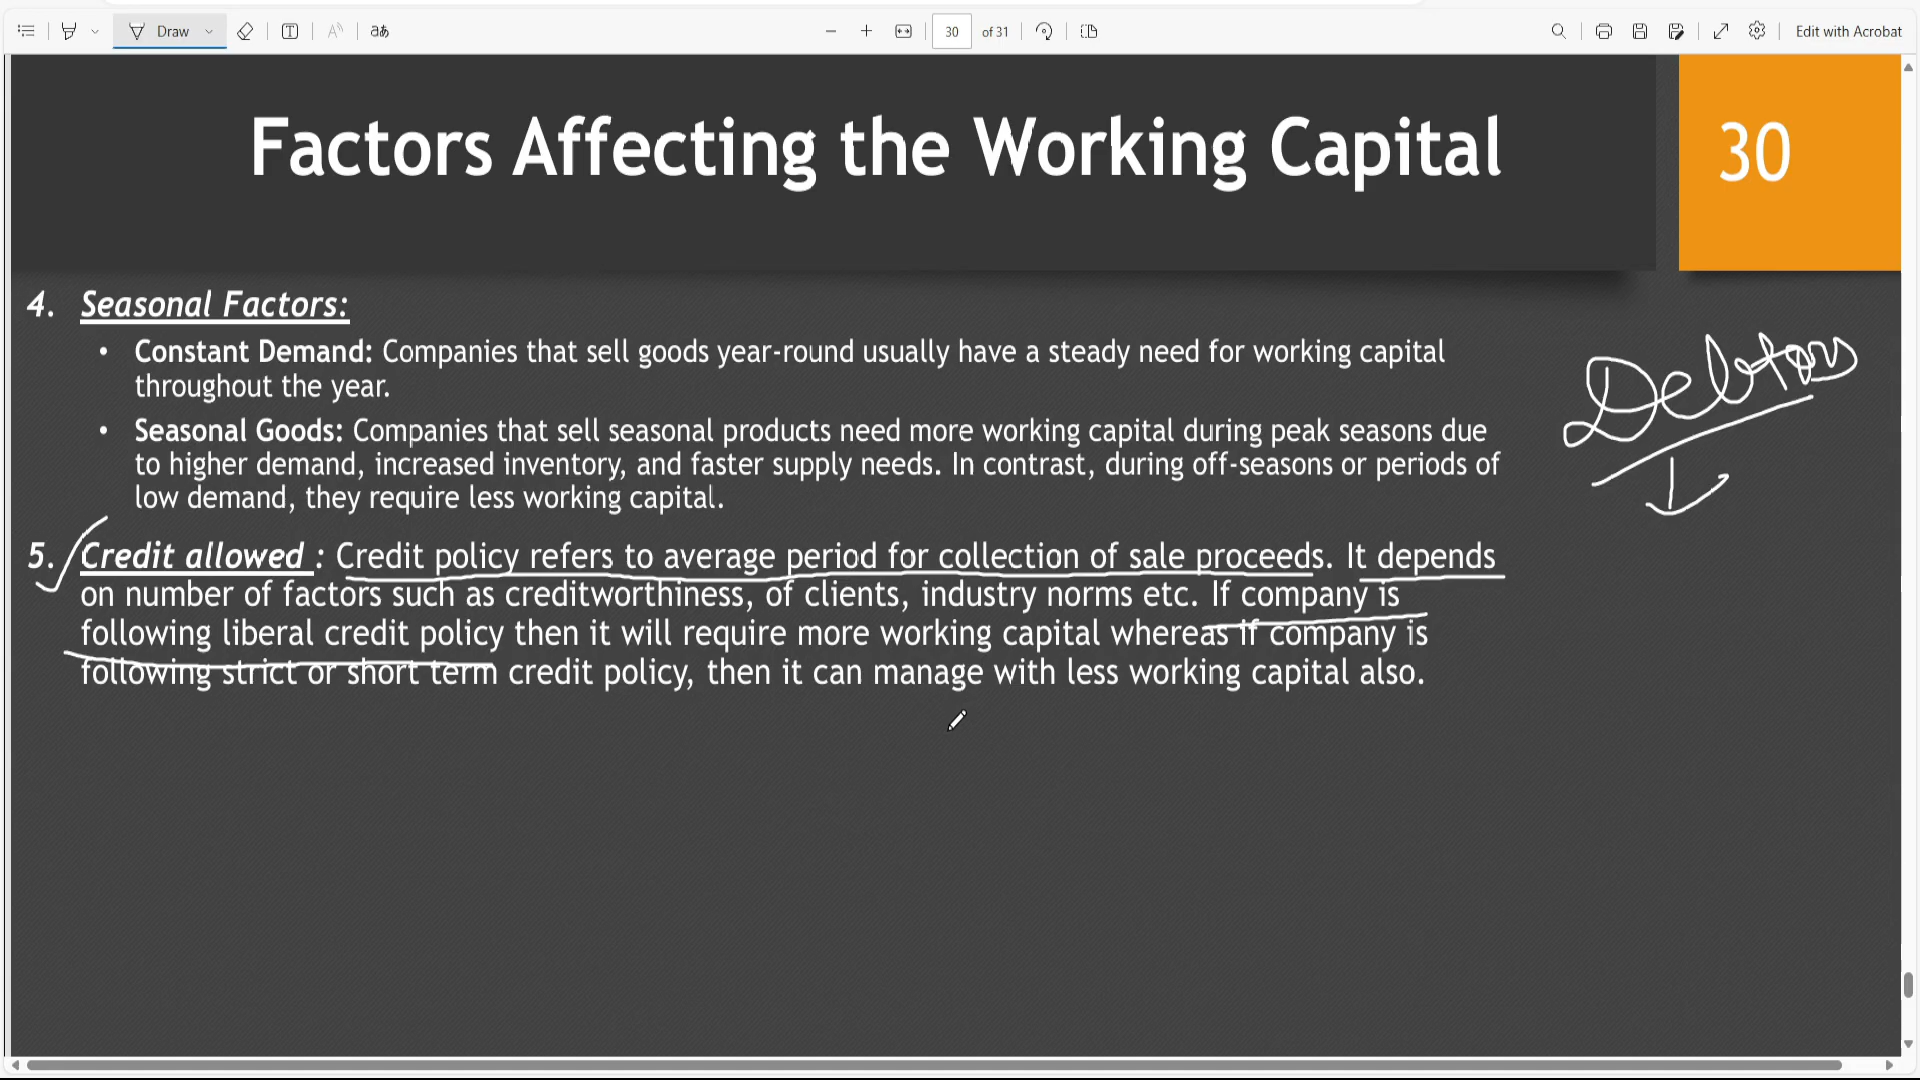 Draw
30 of 31
Edit with Acrobat
Factors Affecting the Working Capital
30
4. Seasonal Factors:
• Constant Demand: Companies that sell goods year-round usually have a steady need for working capital
throughout the year.
• Seasonal Goods: Companies that sell seasonal products need more working capital during peak seasons due
to higher demand, increased inventory, and faster supply needs. In contrast, during off-seasons or periods of
low demand, they require less working capital.
Debtors
5. Credit allowed : Credit policy refers to average period for collection of sale proceeds. It depends
on number of factors such as creditworthiness, of clients, industry norms etc. If company is
following liberal credit policy then it will require more working capital whereas if company is
following strict or short term credit policy, then it can manage with less working capital also.